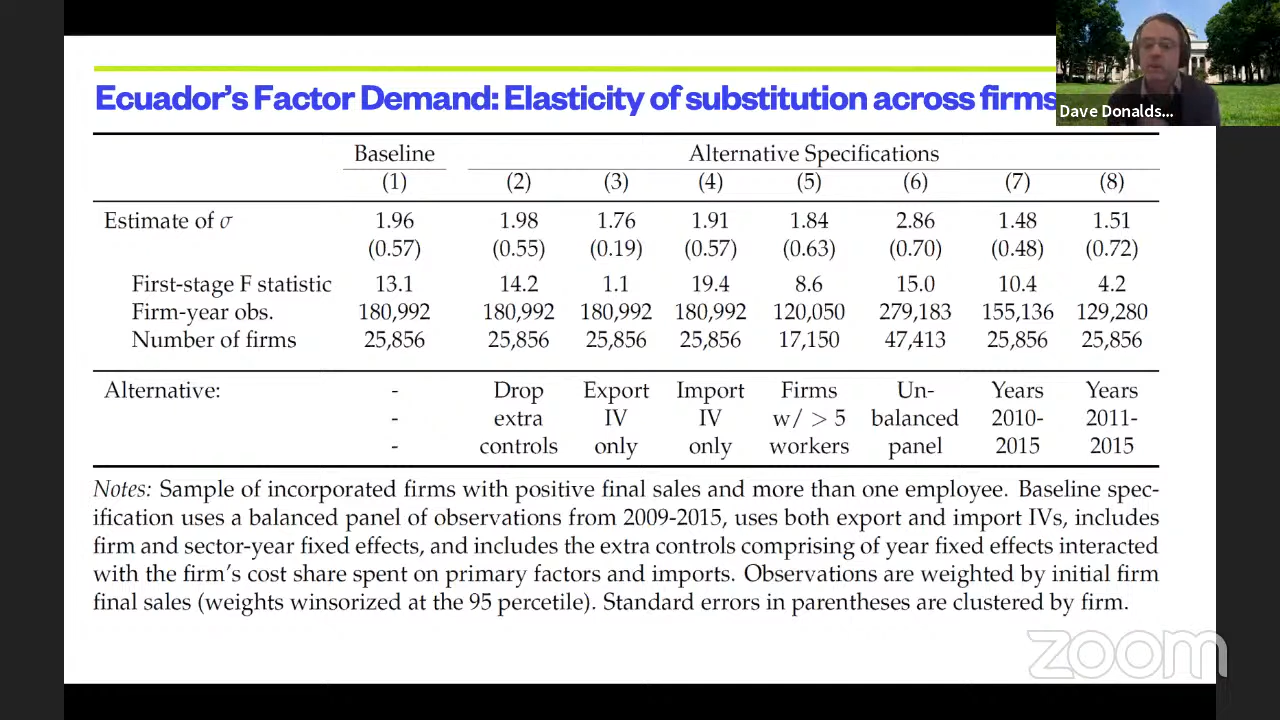 Ecuador's Factor Demand: Elasticity of substitution across firms
Dave Donalds...
Baseline Alternative Specifications
(1) (2) (3) (4) (5) (6) (7) (8)
Estimate of σ 1.96 1.98 1.76 1.91 1.84 2.86 1.48 1.51
(0.57) (0.55) (0.19) (0.57) (0.63) (0.70) (0.48) (0.72)
First-stage F statistic 13.1 14.2 1.1 19.4 8.6 15.0 10.4 4.2
Firm-year obs. 180,992 180,992 180,992 180,992 120,050 279,183 155,136 129,280
Number of firms 25,856 25,856 25,856 25,856 17,150 47,413 25,856 25,856
Alternative: - Drop Export Import Firms Un- Years Years
- extra IV IV w/ > 5 balanced 2010- 2011-
- controls only only workers panel 2015 2015
Notes: Sample of incorporated firms with positive final sales and more than one employee. Baseline spec-
ification uses a balanced panel of observations from 2009-2015, uses both export and import IVs, includes
firm and sector-year fixed effects, and includes the extra controls comprising of year fixed effects interacted
with the firm's cost share spent on primary factors and imports. Observations are weighted by initial firm
final sales (weights winsorized at the 95 percetile). Standard errors in parentheses are clustered by firm.
zoom